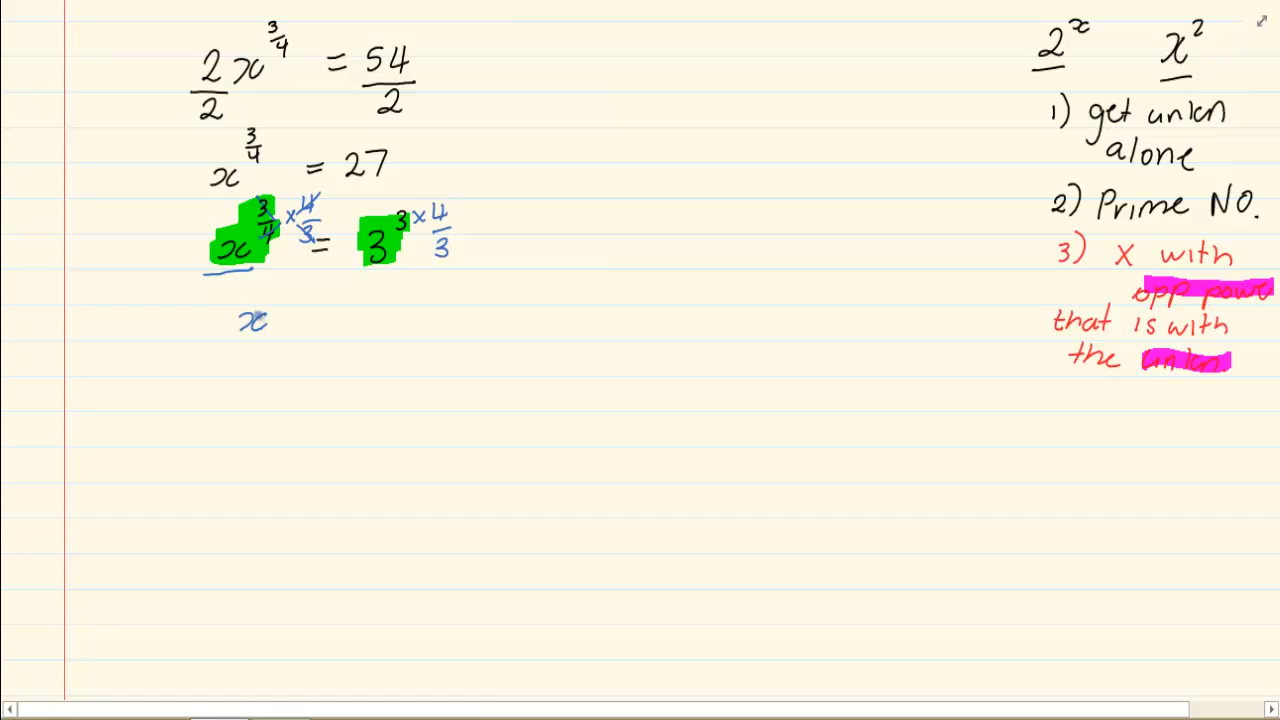 2x^(3/4) = 54
2 2
x^(3/4) = 27
x^(3/4 × 4/3) = 3^(3 × 4/3)
x
2^x x^2
1) get unkn
alone
2) Prime NO.
3) x with
opp power
that is with
the unkn.